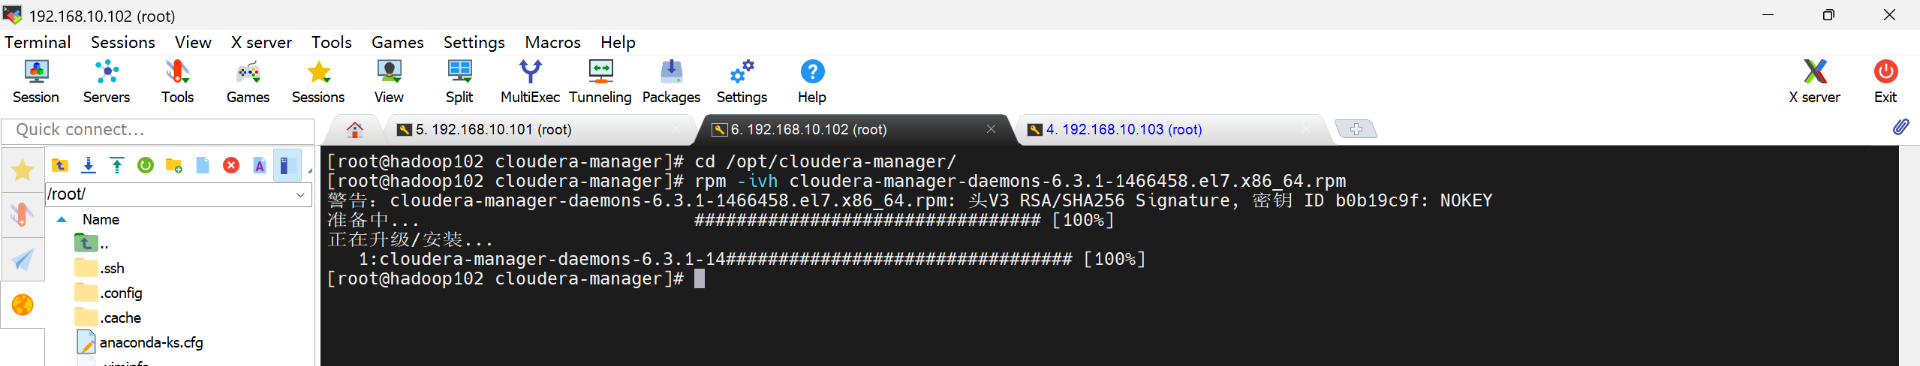 192.168.10.102 (root)
Terminal Sessions View X server Tools Games Settings Macros Help
Session Servers Tools Games Sessions View Split MultiExec Tunneling Packages Settings Help X server Exit
Quick connect...
5. 192.168.10.101 (root)
6. 192.168.10.102 (root)
4. 192.168.10.103 (root)
/root/
Name
..
.ssh
.config
.cache
anaconda-ks.cfg
[root@hadoop102 cloudera-manager]# cd /opt/cloudera-manager/
[root@hadoop102 cloudera-manager]# rpm -ivh cloudera-manager-daemons-6.3.1-1466458.el7.x86_64.rpm
警告：cloudera-manager-daemons-6.3.1-1466458.el7.x86_64.rpm: 头V3 RSA/SHA256 Signature, 密钥 ID b0b19c9f: NOKEY
准备中... ################################# [100%]
正在升级/安装...
1:cloudera-manager-daemons-6.3.1-14################################# [100%]
[root@hadoop102 cloudera-manager]#